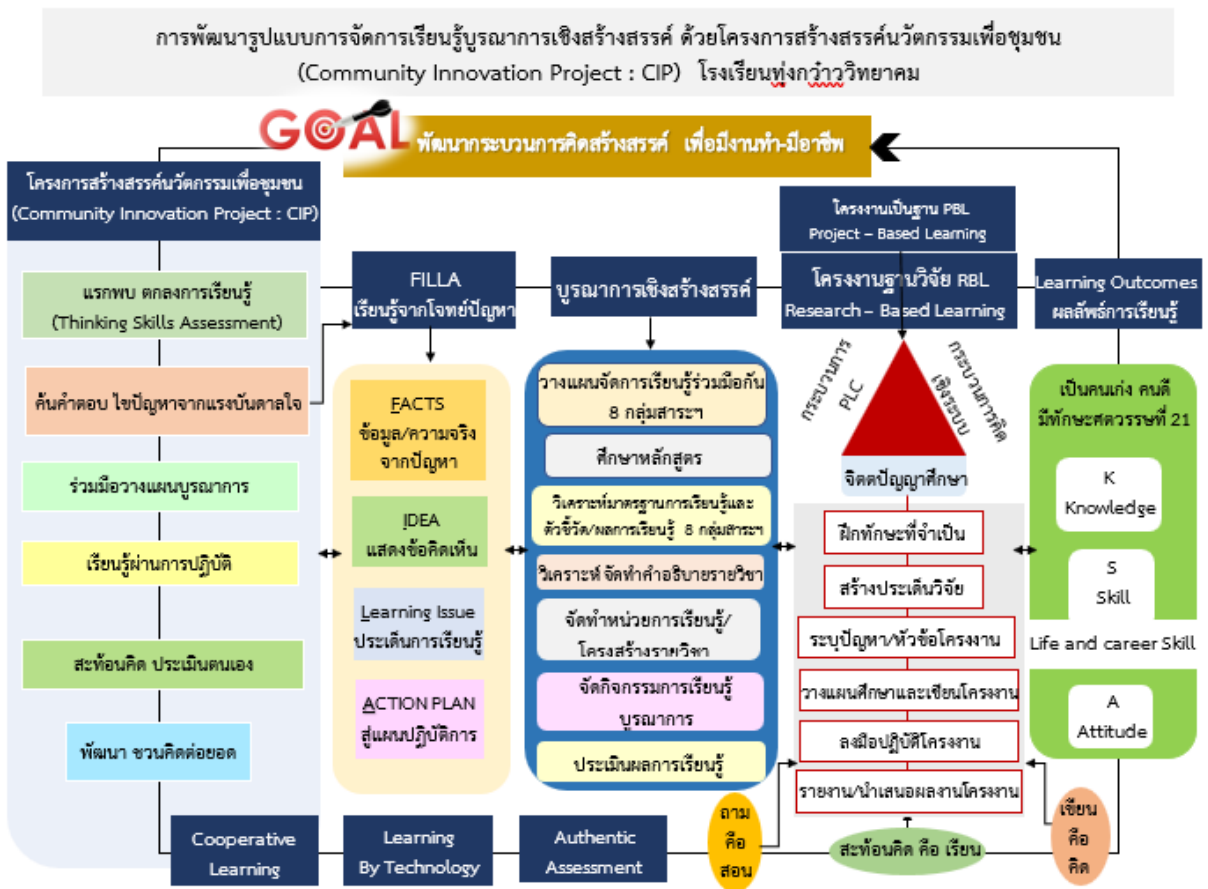 การพัฒนารูปแบบการจัดการเรียนรู้บูรณาการเชิงสร้างสรรค์ ด้วยโครงการสร้างสรรค์นวัตกรรมเพื่อชุมชน
(Community Innovation Project : CIP) โรงเรียนทุ่งกว๋าววิทยาคม
GOAL
พัฒนากระบวนการคิดสร้างสรรค์ เพื่อมีงานทำ-มีอาชีพ
โครงการสร้างสรรค์นวัตกรรมเพื่อชุมชน
(Community Innovation Project : CIP)
แรกพบ ตกลงการเรียนรู้
(Thinking Skills Assessment)
ค้นคำตอบ ไขปัญหาจากแรงบันดาลใจ
ร่วมมือวางแผนบูรณาการ
เรียนรู้ผ่านการปฏิบัติ
สะท้อนคิด ประเมินตนเอง
พัฒนา ชวนคิดต่อยอด
FILLA
เรียนรู้จากโจทย์ปัญหา
FACTS
ข้อมูล/ความจริง
จากปัญหา
IDEA
แสดงข้อคิดเห็น
Learning Issue
ประเด็นการเรียนรู้
ACTION PLAN
สู่แผนปฏิบัติการ
บูรณาการเชิงสร้างสรรค์
วางแผนจัดการเรียนรู้ร่วมมือกัน
8 กลุ่มสาระฯ
ศึกษาหลักสูตร
วิเคราะห์มาตรฐานการเรียนรู้และ
ตัวชี้วัด/ผลการเรียนรู้ 8 กลุ่มสาระฯ
วิเคราะห์ จัดทำคำอธิบายรายวิชา
จัดทำหน่วยการเรียนรู้/
โครงสร้างรายวิชา
จัดกิจกรรมการเรียนรู้
บูรณาการ
ประเมินผลการเรียนรู้
โครงงานเป็นฐาน PBL
Project – Based Learning
โครงงานฐานวิจัย RBL
Research – Based Learning
กระบวนการ
PLC
กระบวนการคิด
เชิงระบบ
จิตตปัญญาศึกษา
ฝึกทักษะที่จำเป็น
สร้างประเด็นวิจัย
ระบุปัญหา/หัวข้อโครงงาน
วางแผนศึกษาและเขียนโครงงาน
ลงมือปฏิบัติโครงงาน
รายงาน/นำเสนอผลงานโครงงาน
Learning Outcomes
ผลลัพธ์การเรียนรู้
เป็นคนเก่ง คนดี
มีทักษะศตวรรษที่ 21
K
Knowledge
S
Skill
Life and career Skill
A
Attitude
Cooperative
Learning
Learning
By Technology
Authentic
Assessment
ถาม
คือ
สอน
สะท้อนคิด คือ เรียน
เขียน
คือ
คิด